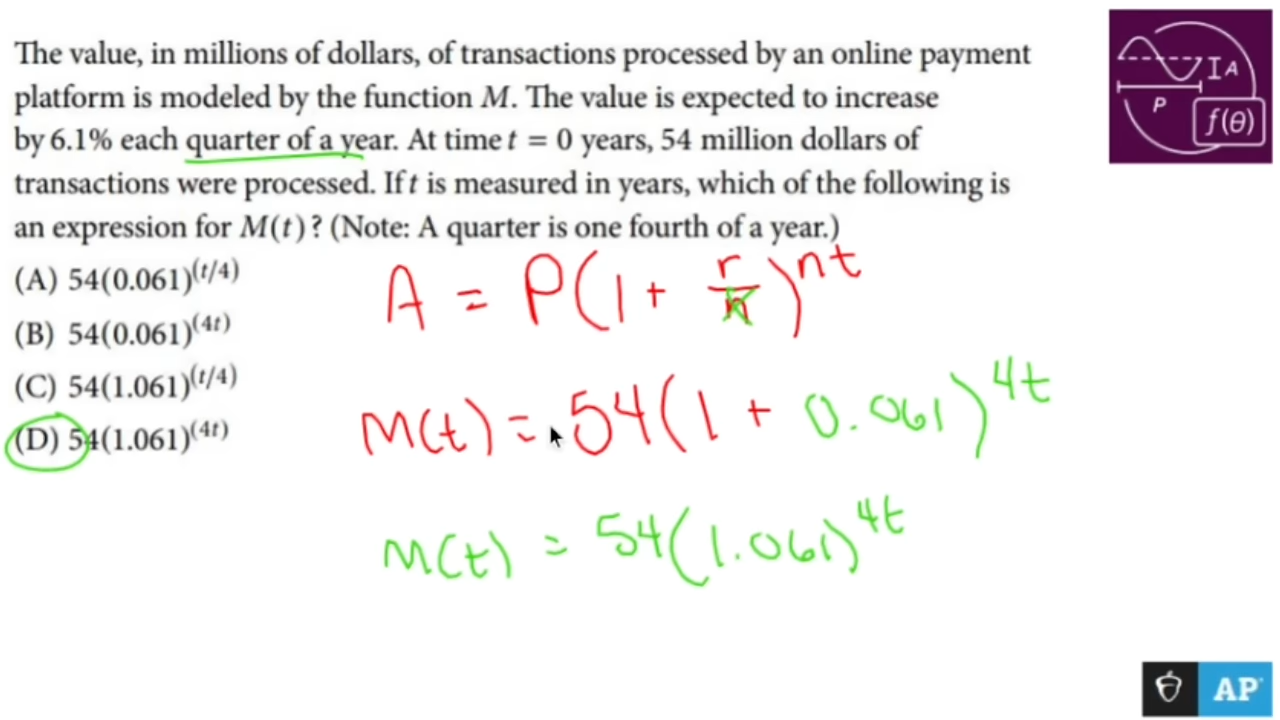 The value, in millions of dollars, of transactions processed by an online payment
platform is modeled by the function M. The value is expected to increase
by 6.1% each quarter of a year. At time t = 0 years, 54 million dollars of
transactions were processed. If t is measured in years, which of the following is
an expression for M(t)? (Note: A quarter is one fourth of a year.)
(A) 54(0.061)^(t/4)
(B) 54(0.061)^(4t)
(C) 54(1.061)^(t/4)
(D) 54(1.061)^(4t)
A = P(1 + r/n)^nt
M(t) = 54(1 + 0.061)^4t
M(t) = 54(1.061)^4t
I A
P
f(θ)
AP